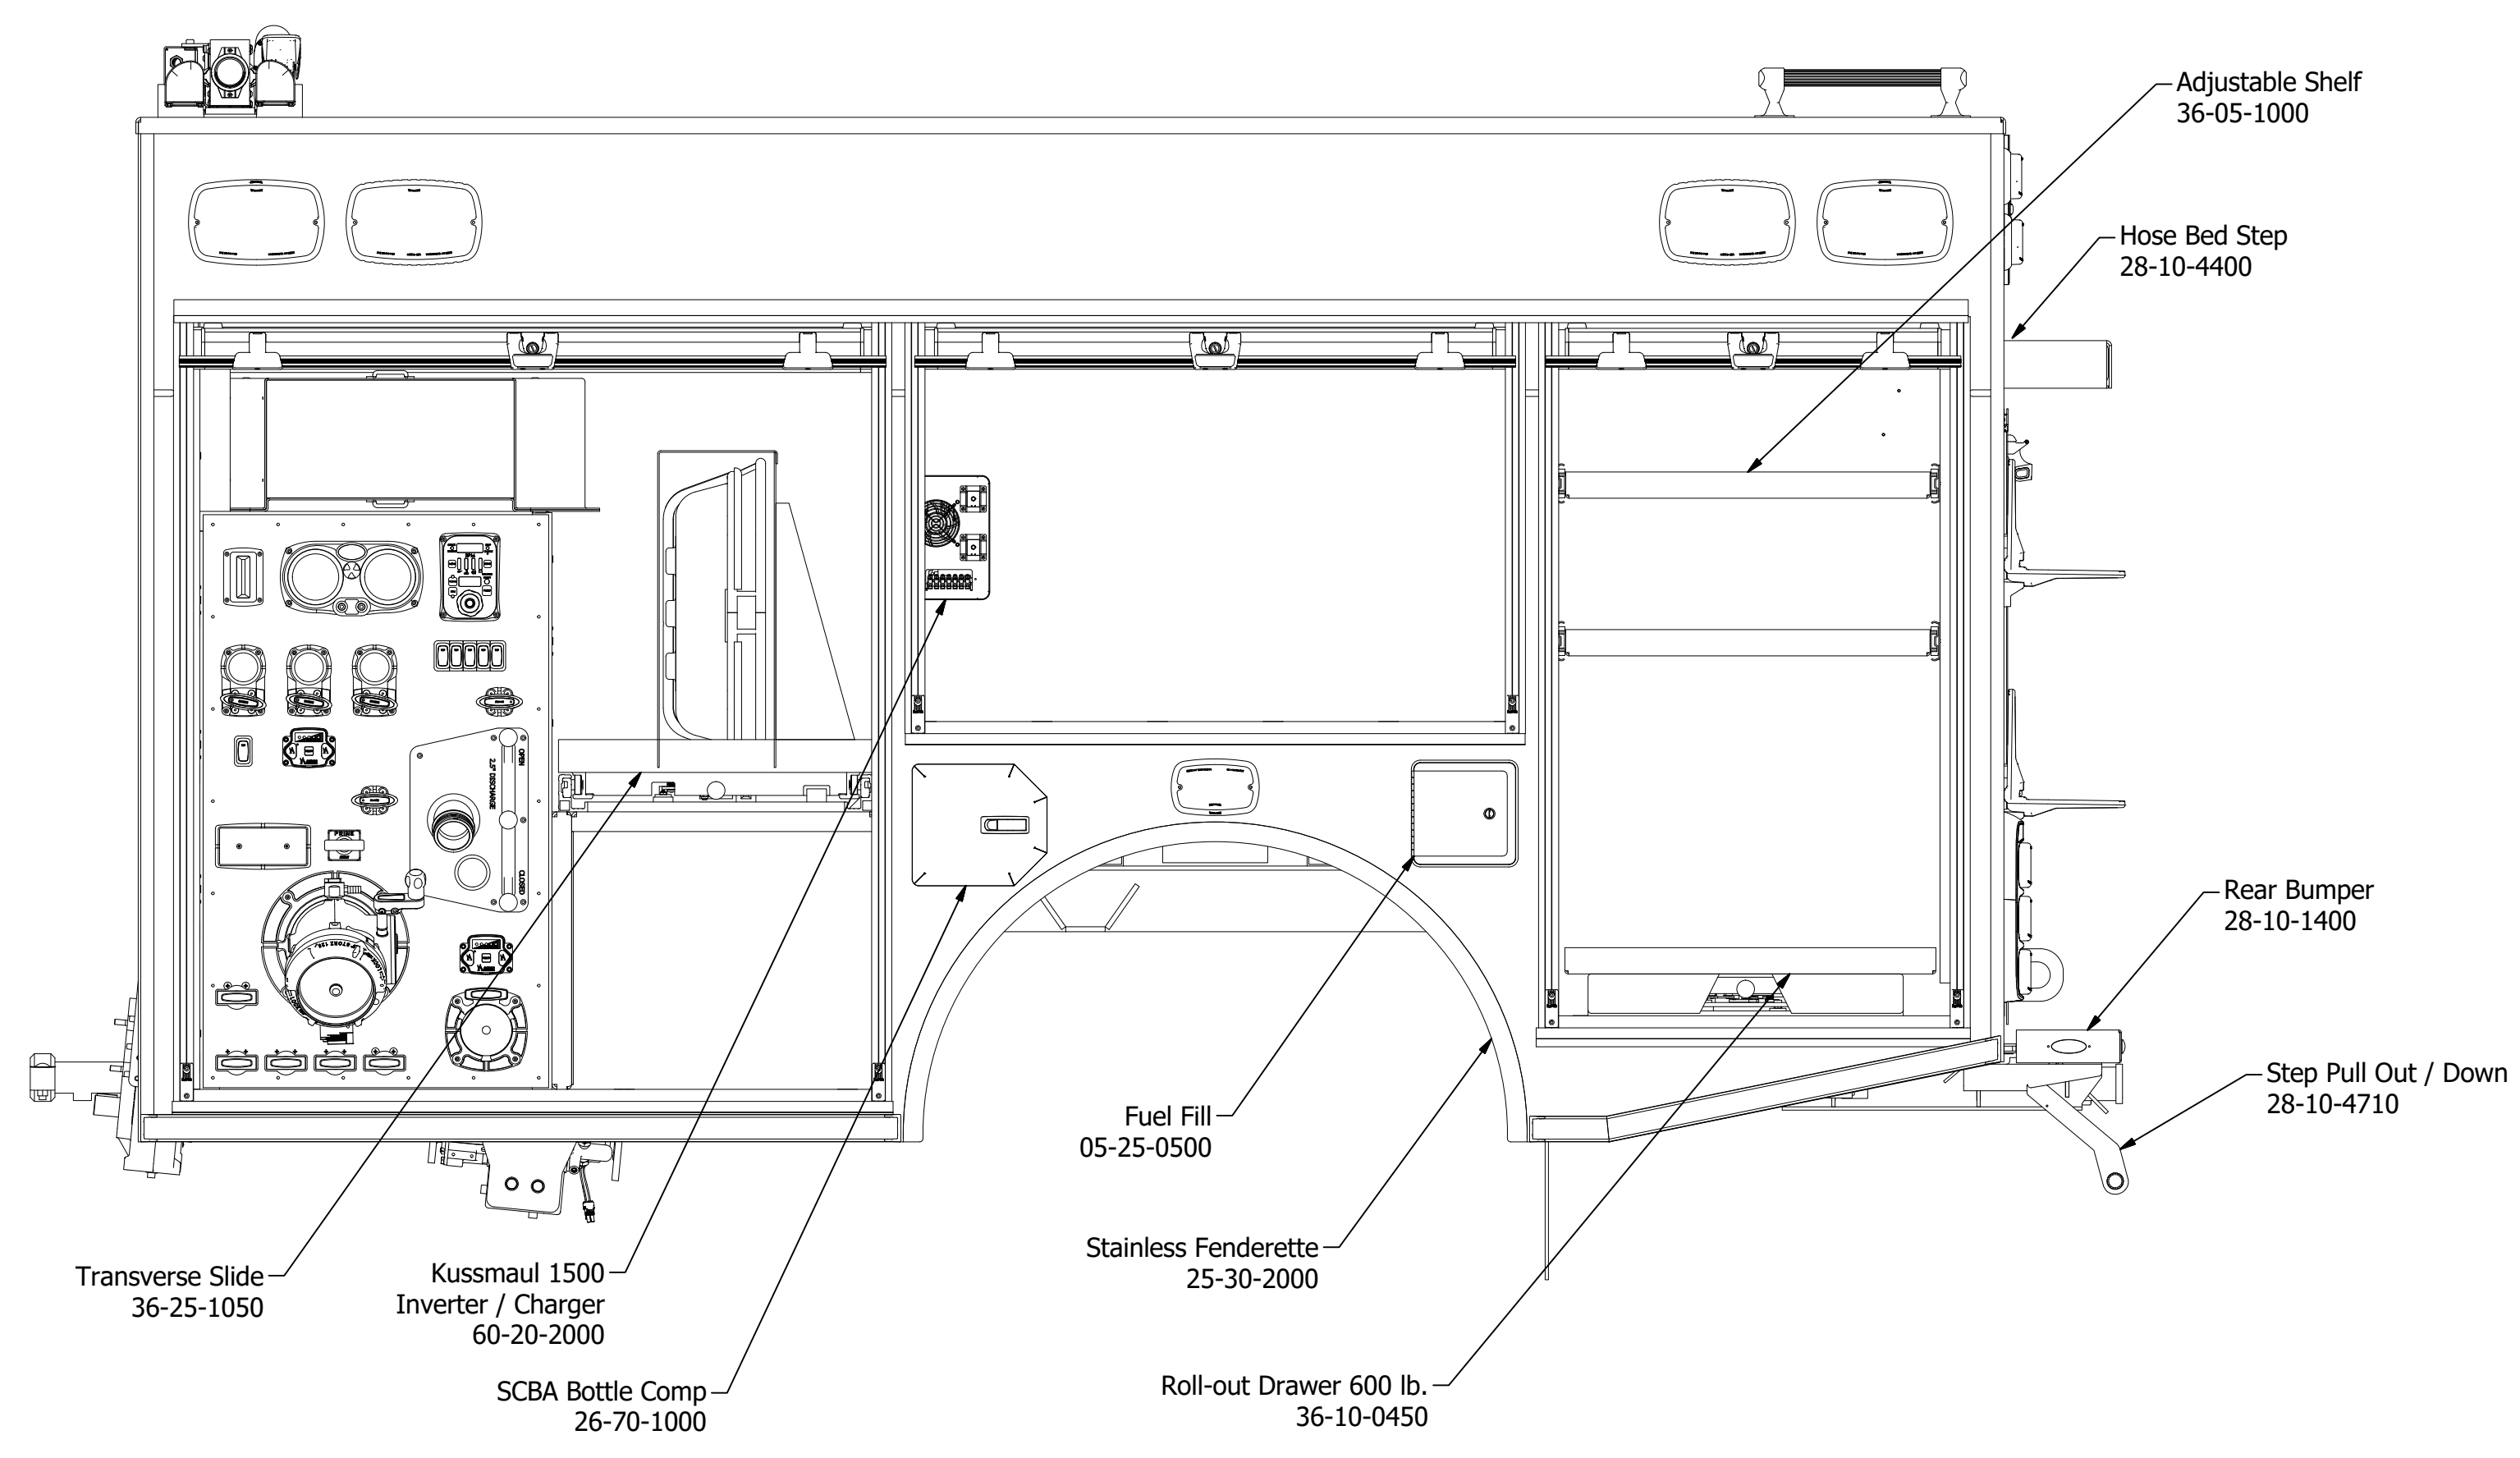 Adjustable Shelf
36-05-1000
Hose Bed Step
28-10-4400
OPEN
2.5" DISCHARGE
PRIME
CLOSED
Rear Bumper
28-10-1400
Step Pull Out / Down
28-10-4710
Fuel Fill
05-25-0500
Stainless Fenderette
25-30-2000
Transverse Slide
36-25-1050
Kussmaul 1500
Inverter / Charger
60-20-2000
SCBA Bottle Comp
26-70-1000
Roll-out Drawer 600 lb.
36-10-0450